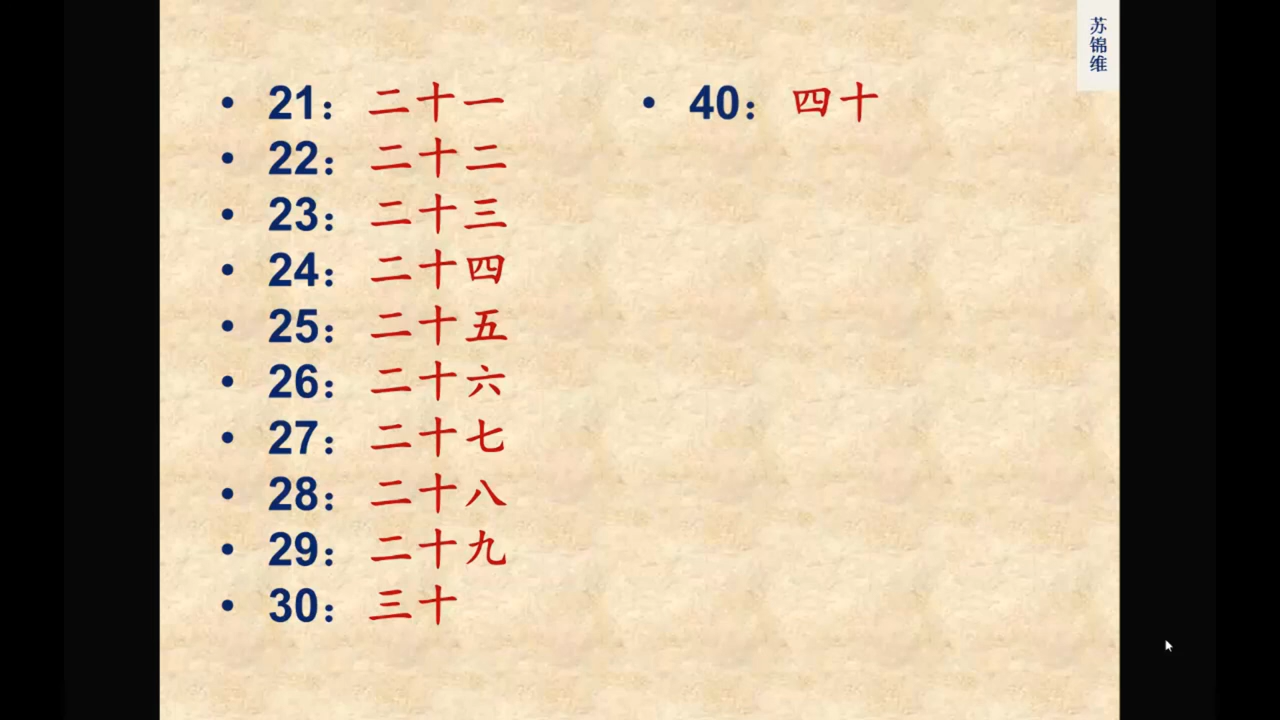 • 21：二十一
• 22：二十二
• 23：二十三
• 24：二十四
• 25：二十五
• 26：二十六
• 27：二十七
• 28：二十八
• 29：二十九
• 30：三十
• 40：四十
苏锦维